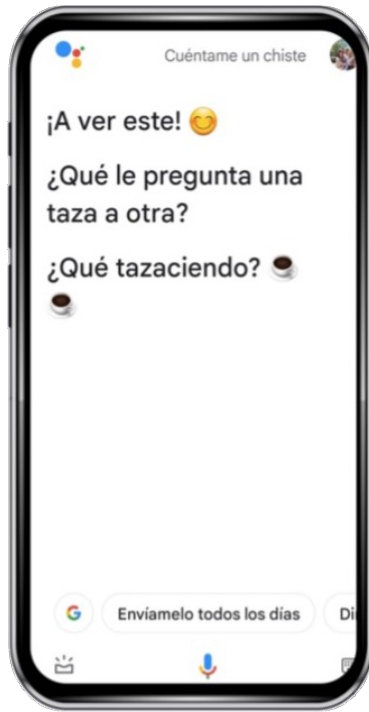 Cuéntame un chiste
¡A ver este! 😊
¿Qué le pregunta una
taza a otra?
¿Qué tazaciendo? ☕
☕
G Envíamelo todos los días